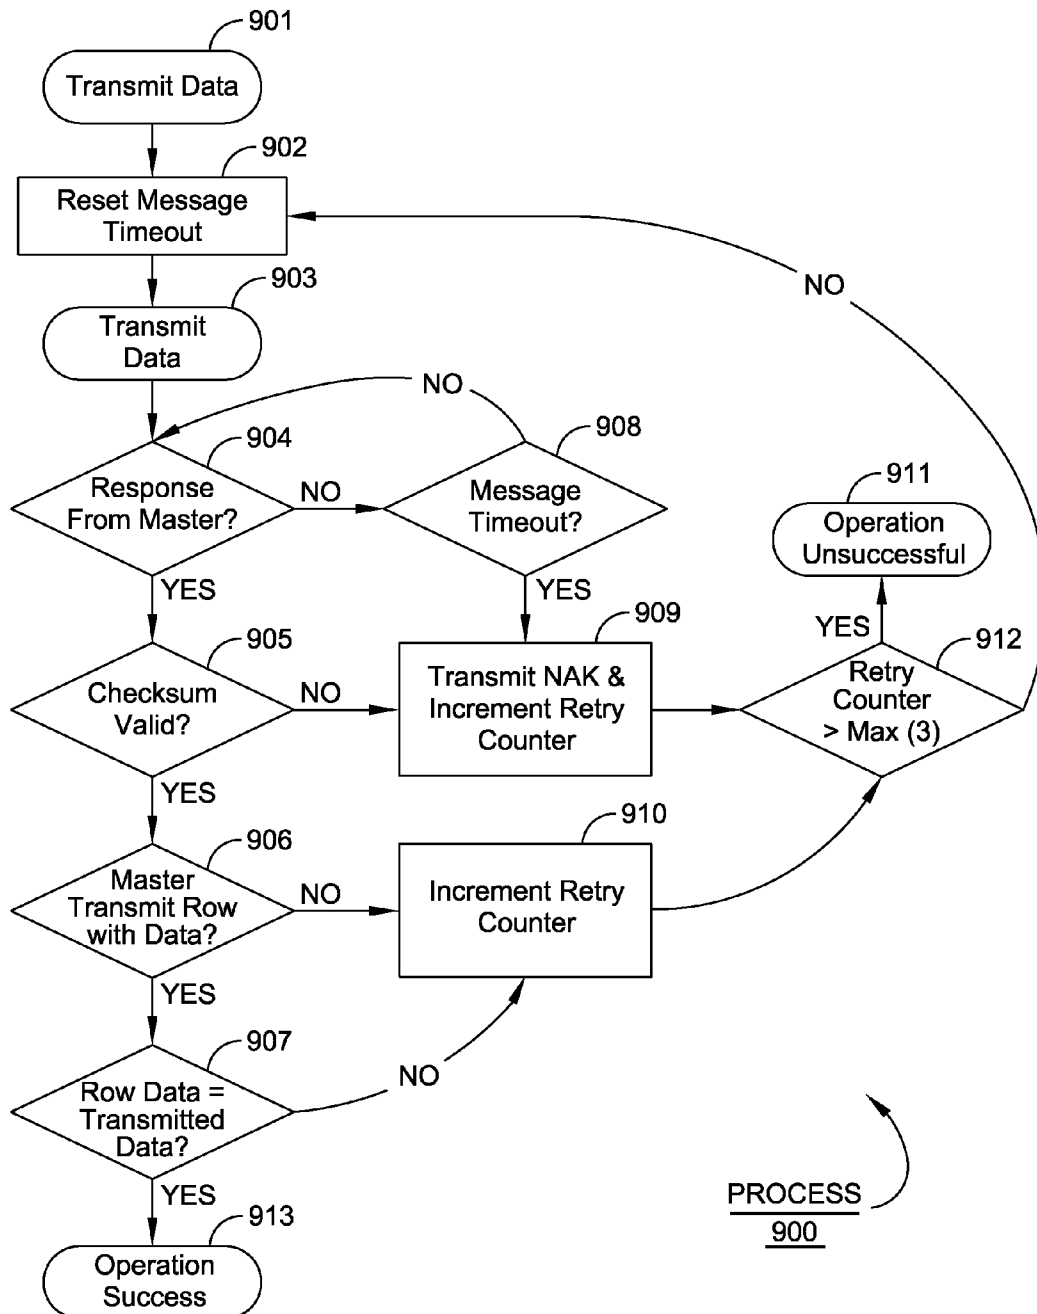 901
Transmit Data
902
Reset Message
Timeout
903
Transmit
Data
NO
NO
904
Response
From Master?
NO
908
Message
Timeout?
911
Operation
Unsuccessful
YES
YES
YES
905
Checksum
Valid?
NO
909
Transmit NAK &
Increment Retry
Counter
912
Retry
Counter
> Max (3)
YES
906
Master
Transmit Row
with Data?
NO
910
Increment Retry
Counter
YES
907
Row Data =
Transmitted
Data?
NO
YES
913
Operation
Success
PROCESS
900